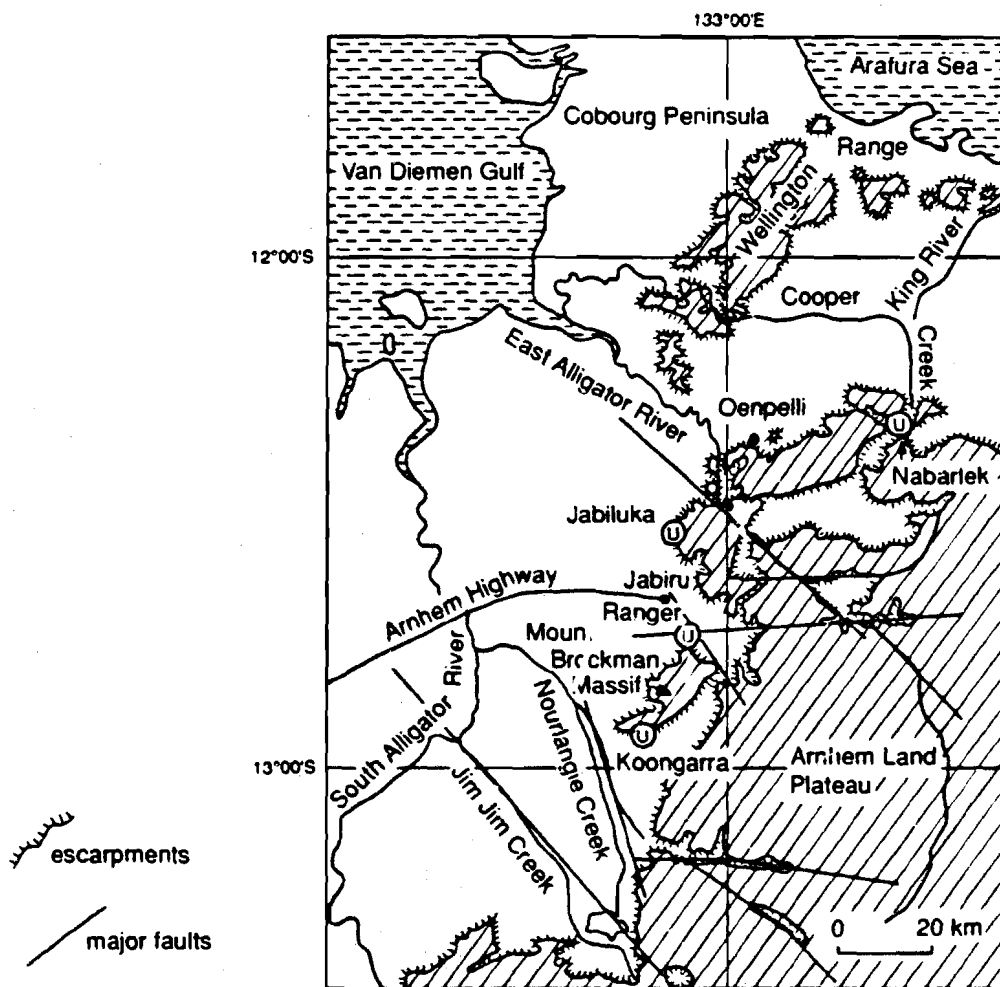 133°00'E
Arafura Sea
Cobourg Peninsula
Range
Van Diemen Gulf
Wellington
12°00'S
King River
Cooper
Creek
East Alligator River
Oenpelli
U
Nabarlek
Jabiluka
U
Jabiru
Arnhem Highway
Ranger
U
Moun.
Brockman
Massif
South Alligator River
Nourlangie Creek
U
Koongarra
Arnhem Land
Plateau
13°00'S
Jim Jim Creek
escarpments
major faults
0 20 km